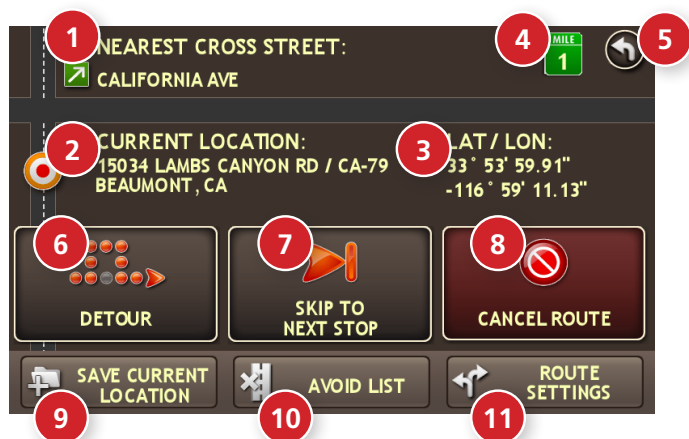 1 NEAREST CROSS STREET: 4 MILE 1 5
CALIFORNIA AVE
2 CURRENT LOCATION: 3 LAT / LON:
15034 LAMBS CANYON RD / CA-79 33° 53' 59.91"
BEAUMONT, CA -116° 59' 11.13"
6 7 8
DETOUR
SKIP TO
NEXT STOP
CANCEL ROUTE
SAVE CURRENT
LOCATION
AVOID LIST
ROUTE
SETTINGS
9 10 11